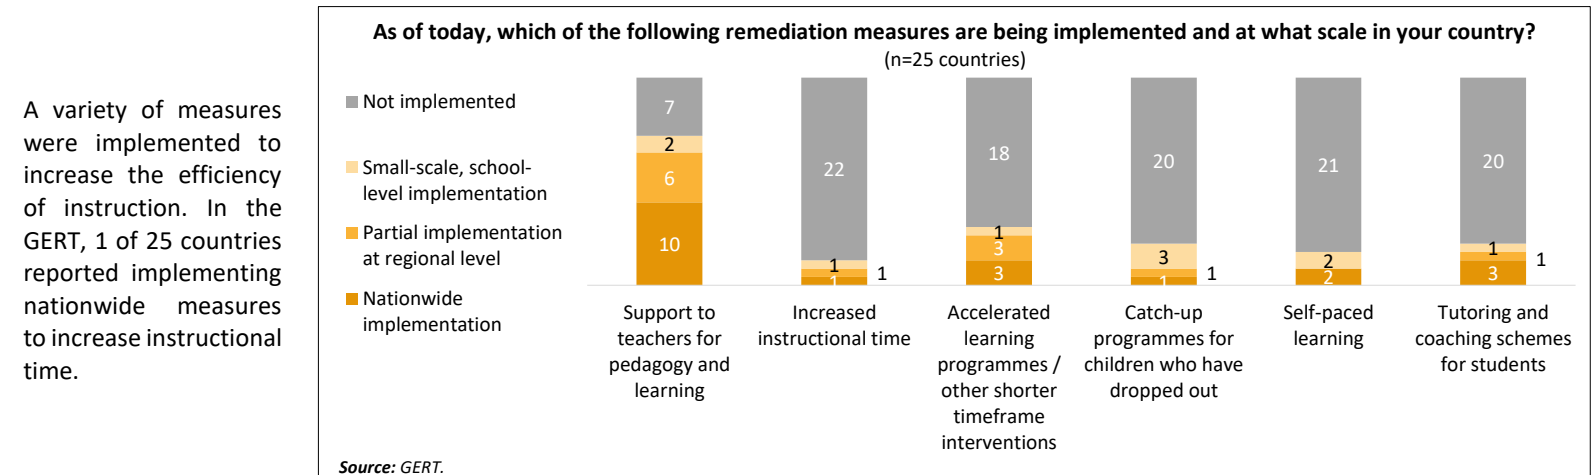 A variety of measures
were implemented to
increase the efficiency
of instruction. In the
GERT, 1 of 25 countries
reported implementing
nationwide measures
to increase instructional
time.
As of today, which of the following remediation measures are being implemented and at what scale in your country?
(n=25 countries)
Not implemented
Small-scale, school-
level implementation
Partial implementation
at regional level
Nationwide
implementation
7
2
6
10
22
1
1
1
18
1
3
3
20
3
1
1
21
2
2
20
1
1
3
Support to
teachers for
pedagogy and
learning
Increased
instructional time
Accelerated
learning
programmes /
other shorter
timeframe
interventions
Catch-up
programmes for
children who have
dropped out
Self-paced
learning
Tutoring and
coaching schemes
for students
Source: GERT.